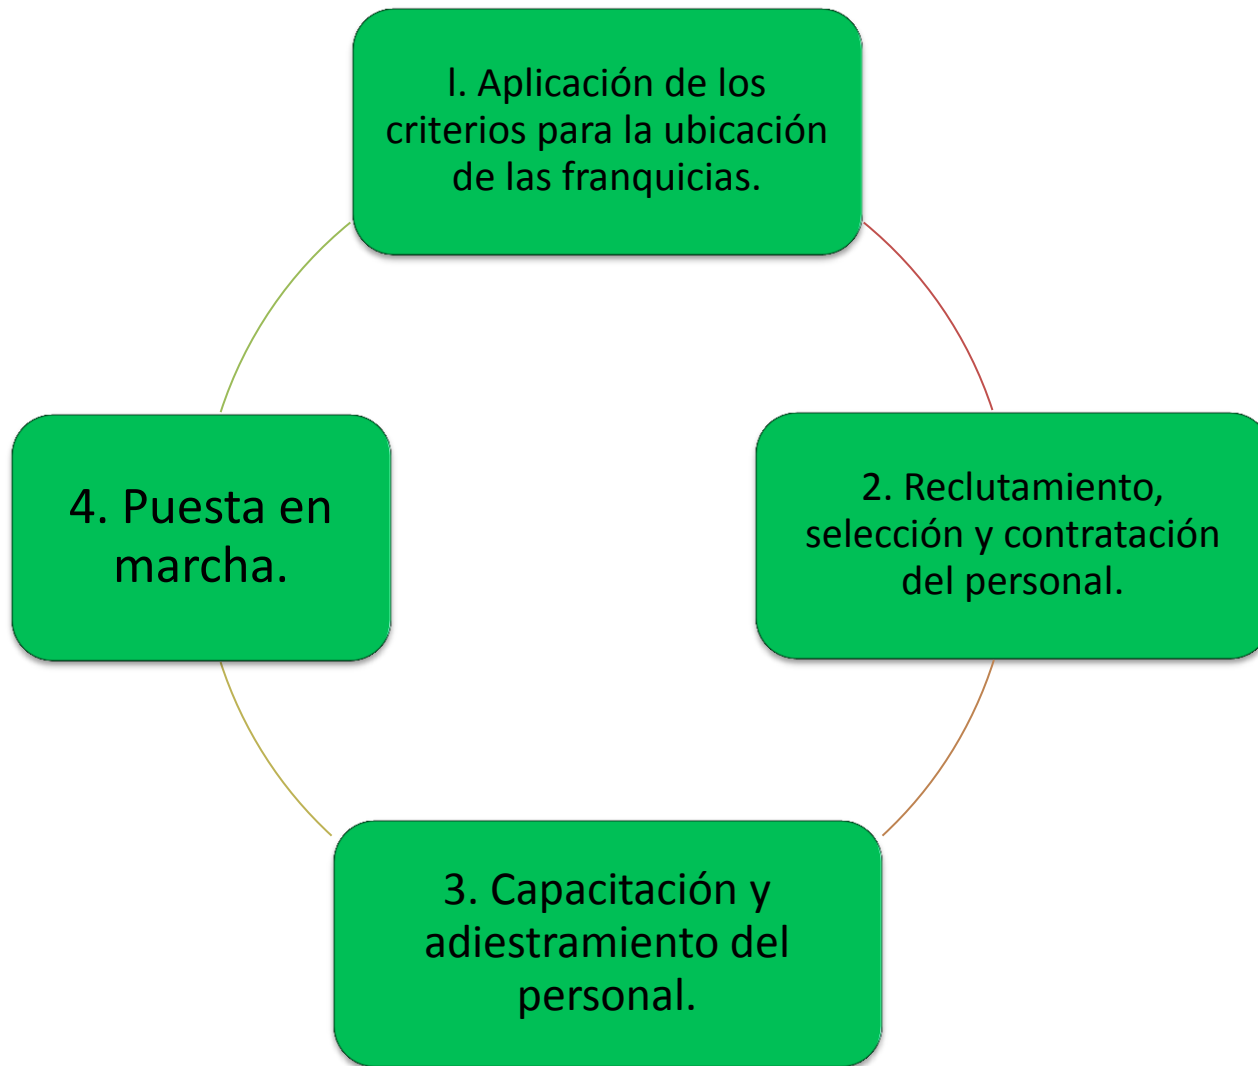 l. Aplicación de los
criterios para la ubicación
de las franquicias.
2. Reclutamiento,
selección y contratación
del personal.
3. Capacitación y
adiestramiento del
personal.
4. Puesta en
marcha.